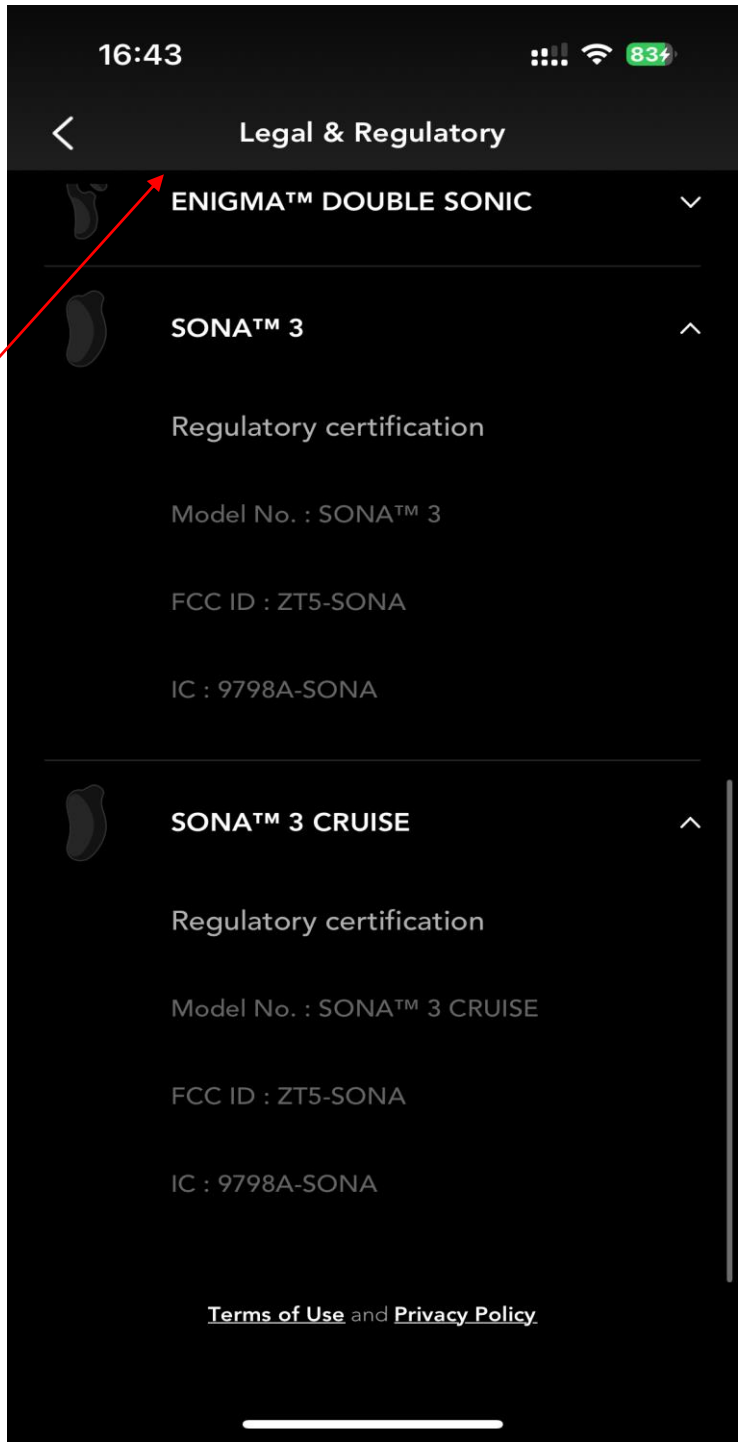 16:43
83
Legal & Regulatory
ENIGMA™ DOUBLE SONIC
SONA™ 3
Regulatory certification
Model No. : SONA™ 3
FCC ID : ZT5-SONA
IC : 9798A-SONA
SONA™ 3 CRUISE
Regulatory certification
Model No. : SONA™ 3 CRUISE
FCC ID : ZT5-SONA
IC : 9798A-SONA
Terms of Use and Privacy Policy